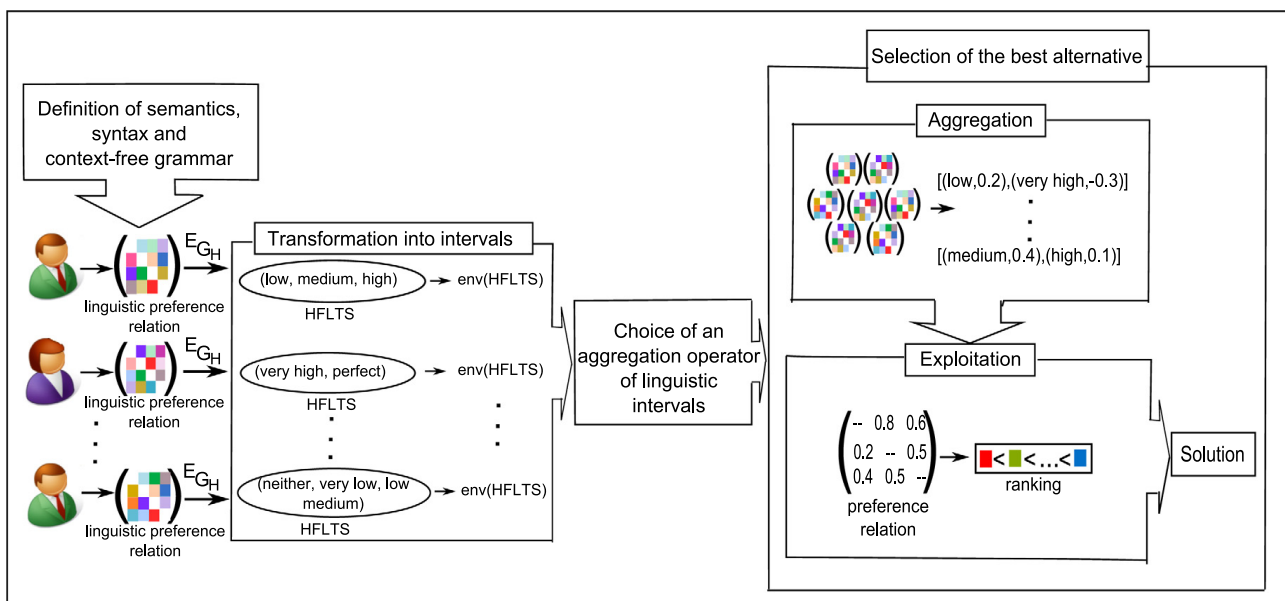 Definition of semantics,
syntax and
context-free grammar
E_G_H
linguistic preference
relation
E_G_H
linguistic preference
relation
E_G_H
linguistic preference
relation
Transformation into intervals
(low, medium, high)
env(HFLTS)
HFLTS
(very high, perfect)
env(HFLTS)
HFLTS
(neither, very low, low
medium)
env(HFLTS)
HFLTS
Choice of an
aggregation operator
of linguistic
intervals
Selection of the best alternative
Aggregation
[(low,0.2),(very high,-0.3)]
[(medium,0.4),(high,0.1)]
Exploitation
-- 0.8 0.6
0.2 -- 0.5
0.4 0.5 --
preference
relation
< < ... <
ranking
Solution